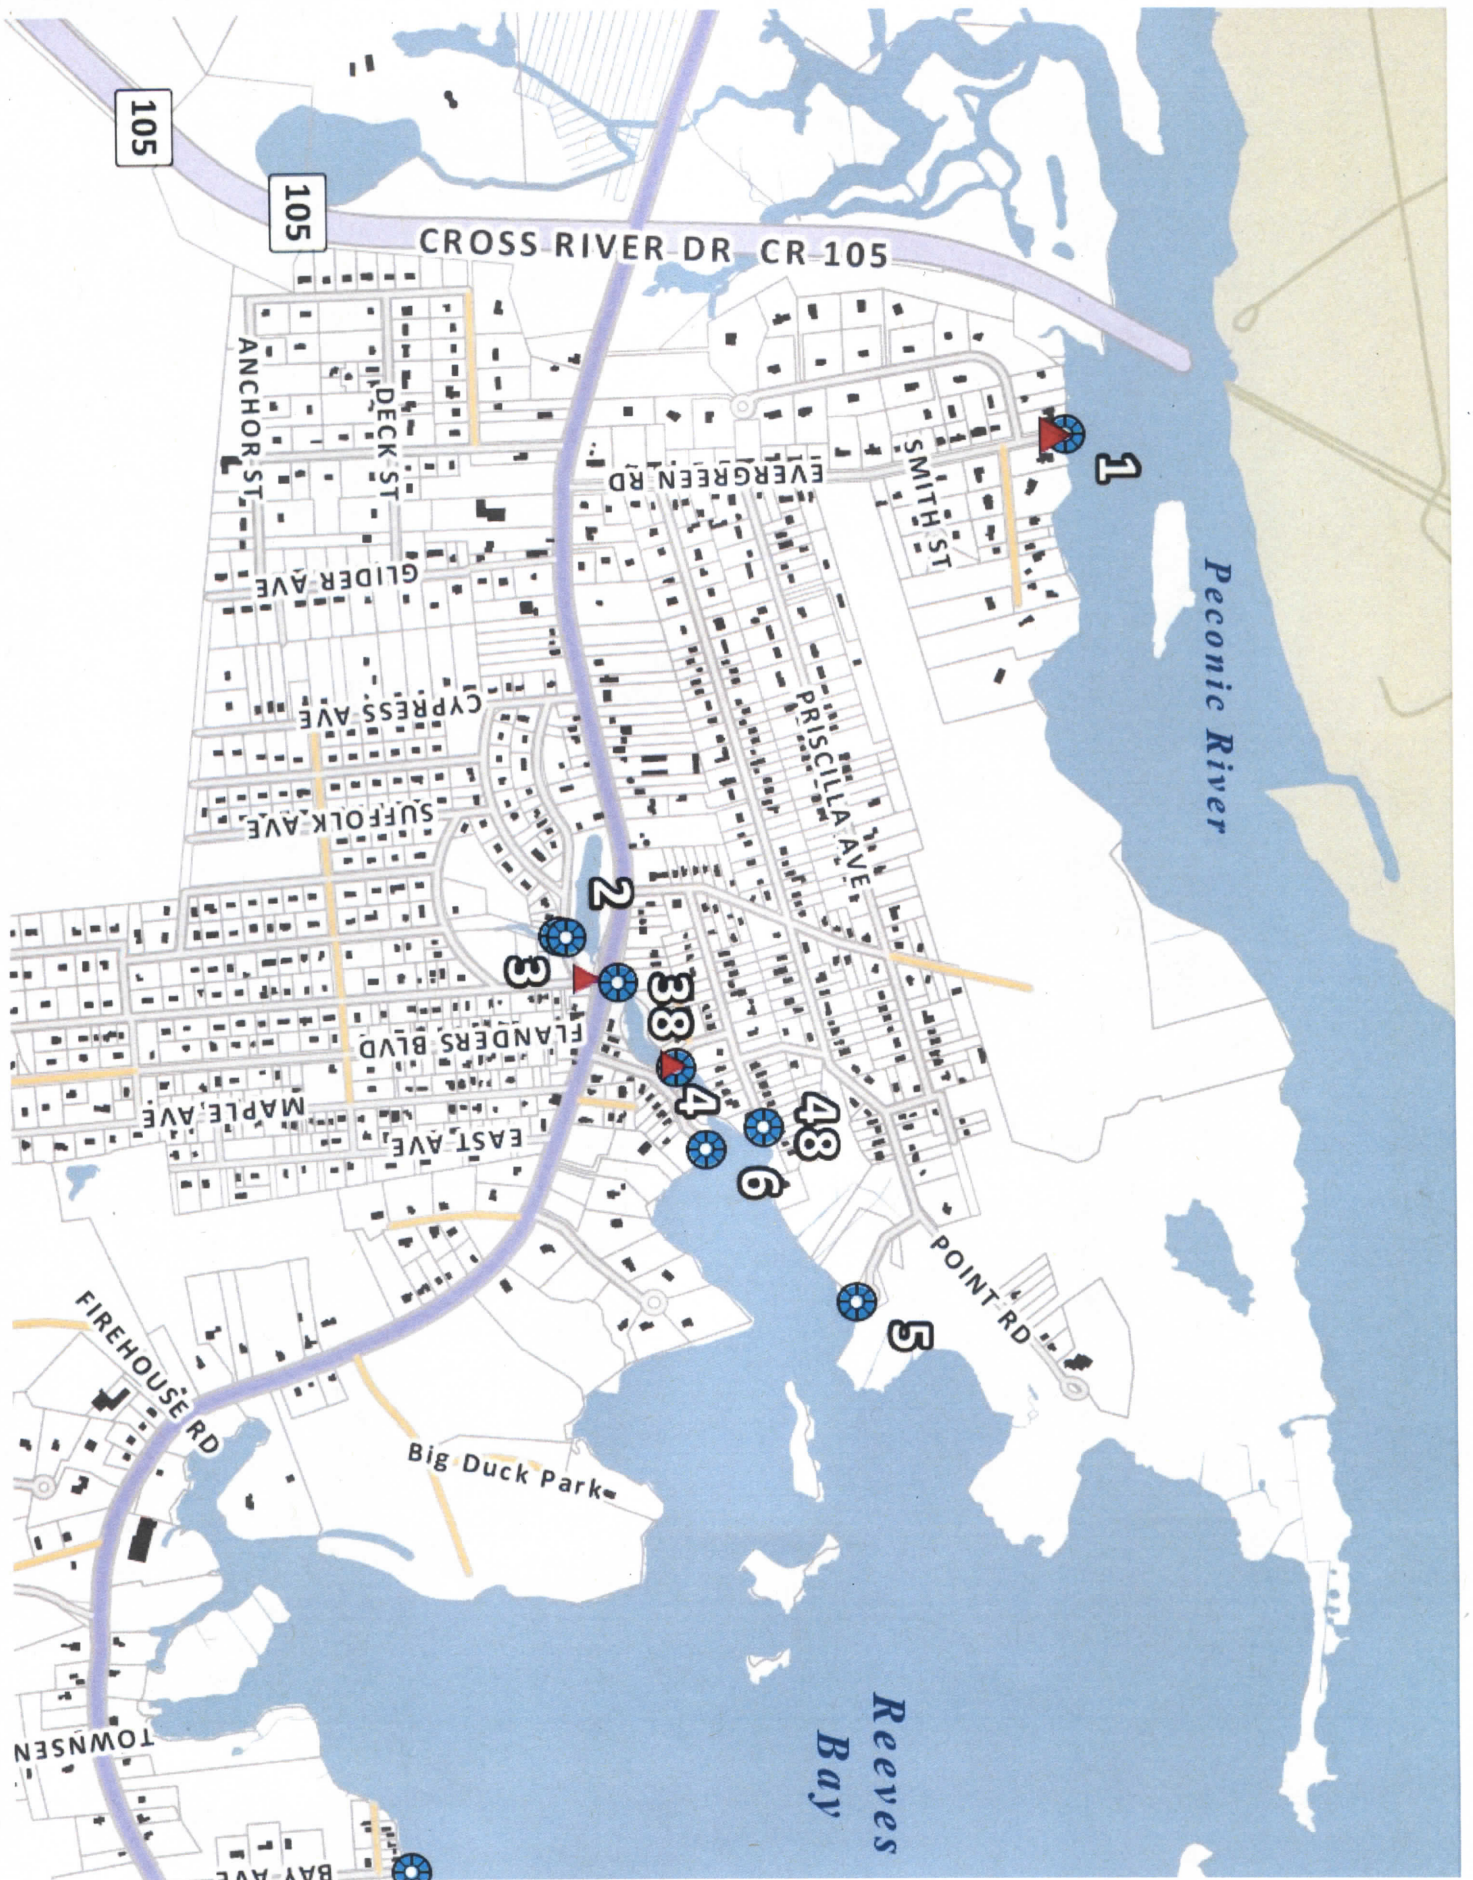 105
105
CROSS RIVER DR CR 105
ANCHOR ST
DECK ST
EVERGREEN RD
SMITH ST
1
GLIDER AVE
Peconic River
CYPRESS AVE
PRISCILLA AVE
SUFFOLK AVE
2
3
38
FLANDERS BLVD
4
48
MAPLE AVE
EAST AVE
6
POINT RD
5
FIREHOUSE RD
Big Duck Park
Reeves
Bay
TOWNSEN
BAY AVE